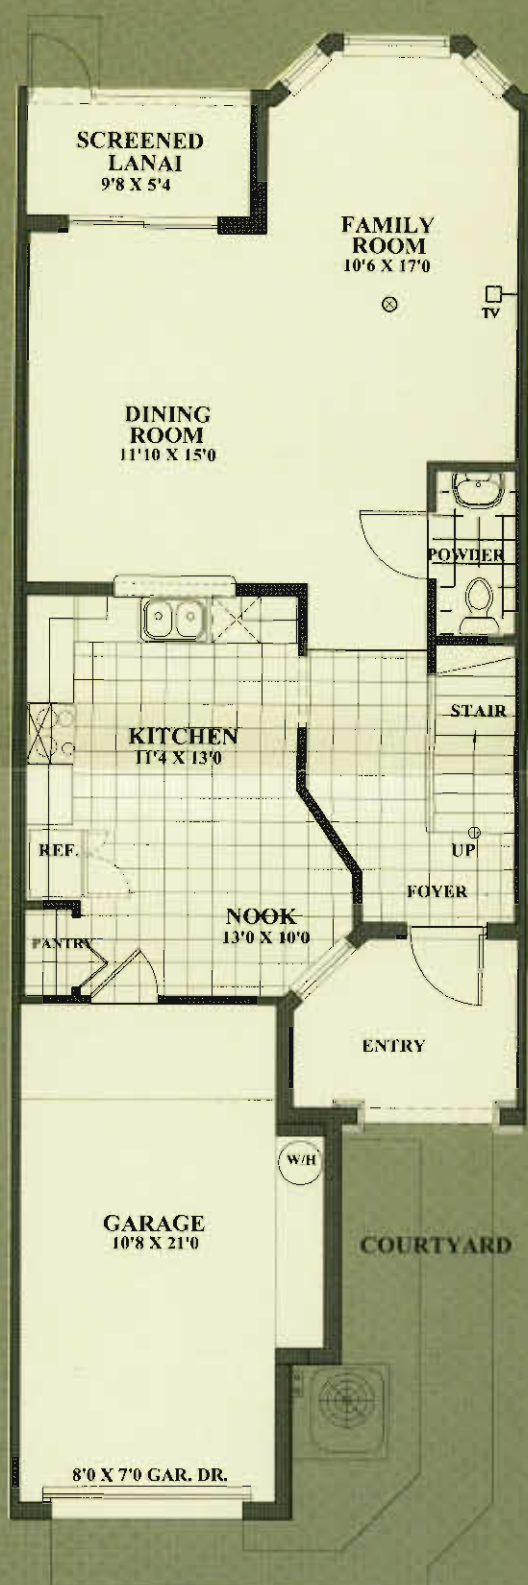 SCREENED
LANAI
9'8 X 5'4
FAMILY
ROOM
10'6 X 17'0
TV
DINING
ROOM
11'10 X 15'0
POWDER
STAIR
KITCHEN
11'4 X 13'0
UP
REF.
FOYER
NOOK
13'0 X 10'0
PANTRY
ENTRY
W/H
GARAGE
10'8 X 21'0
COURTYARD
8'0 X 7'0 GAR. DR.